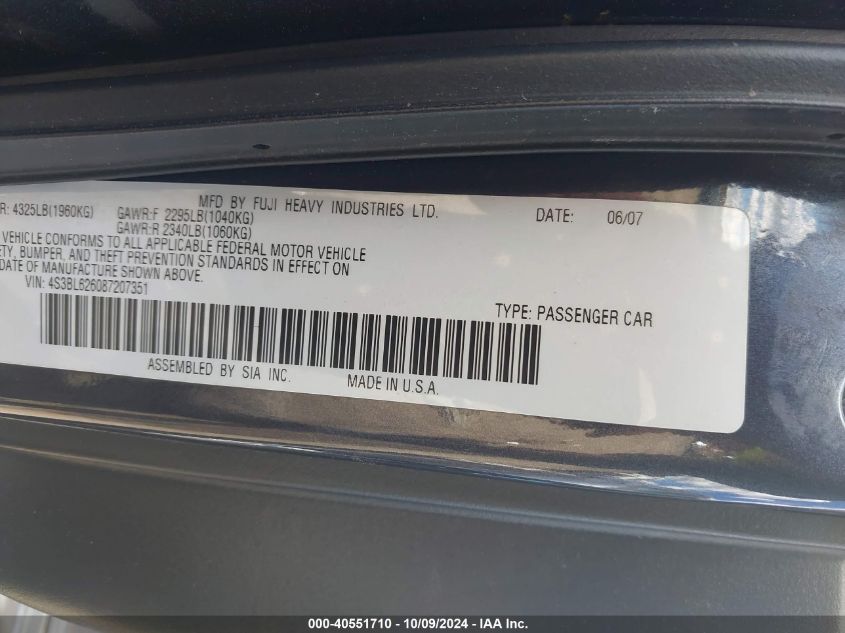 MFD BY FUJI HEAVY INDUSTRIES LTD. DATE: 06/07
R: 4325LB(1960KG) GAWR:F 2295LB(1040KG)
GAWR:R 2340LB(1060KG)
VEHICLE CONFORMS TO ALL APPLICABLE FEDERAL MOTOR VEHICLE
ETY, BUMPER, AND THEFT PREVENTION STANDARDS IN EFFECT ON
DATE OF MANUFACTURE SHOWN ABOVE.
VIN: 4S3BL626087207351
TYPE: PASSENGER CAR
ASSEMBLED BY SIA INC. MADE IN U.S.A.
000-40551710 - 10/09/2024 - IAA Inc.